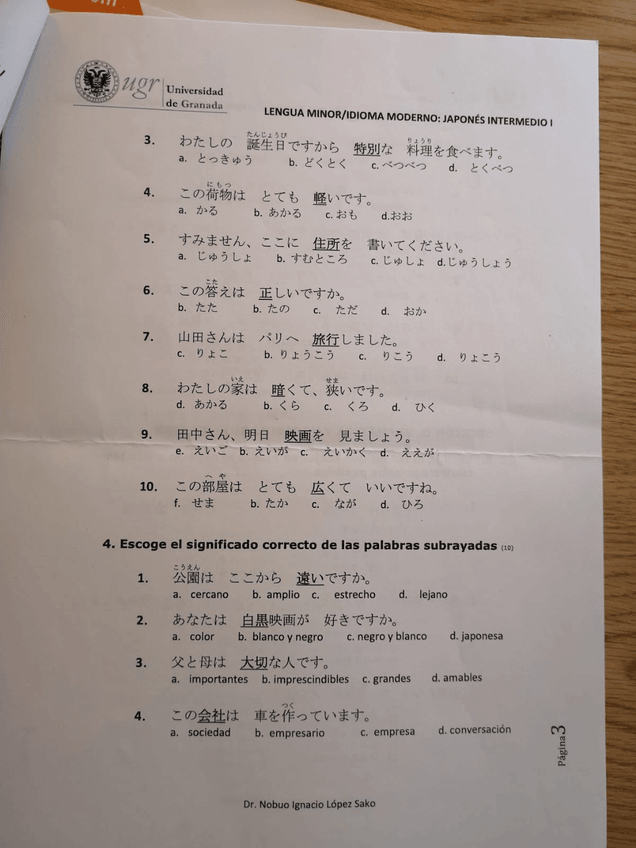 ugr
Universidad
de Granada
LENGUA MINOR/IDIOMA MODERNO: JAPONÉS INTERMEDIO I
たんじょうび りょうり
3. わたしの 誕生日ですから 特別な 料理を食べます。
a. とっきゅう b. どくとく c. べつべつ d. とくべつ
にもつ
4. この荷物は とても 軽いです。
a. かる b. あかる c. おも d.おお
5. すみません、ここに 住所を 書いてください。
a. じゅうしょ b. すむところ c. じゅしょ d.じゅうしょう
こた
6. この答えは 正しいですか。
b. たた b. たの c. ただ d. おか
7. 山田さんは パリへ 旅行しました。
c. りょこ b. りょうこう c. りこう d. りょこう
いえ せま
8. わたしの家は 暗くて、狭いです。
d. あかる b. くら c. くろ d. ひく
9. 田中さん、明日 映画を 見ましょう。
e. えいご b. えいが c. えいかく d. ええが
へや
10. この部屋は とても 広くて いいですね。
f. せま b. たか c. なが d. ひろ
4. Escoge el significado correcto de las palabras subrayadas (10)
こうえん
1. 公園は ここから 遠いですか。
a. cercano b. amplio c. estrecho d. lejano
2. あなたは 白黒映画が 好きですか。
a. color b. blanco y negro c. negro y blanco d. japonesa
3. 父と母は 大切な人です。
a. importantes b. imprescindibles c. grandes d. amables
つく
4. この会社は 車を作っています。
a. sociedad b. empresario c. empresa d. conversación
Página 3
Dr. Nobuo Ignacio López Sako